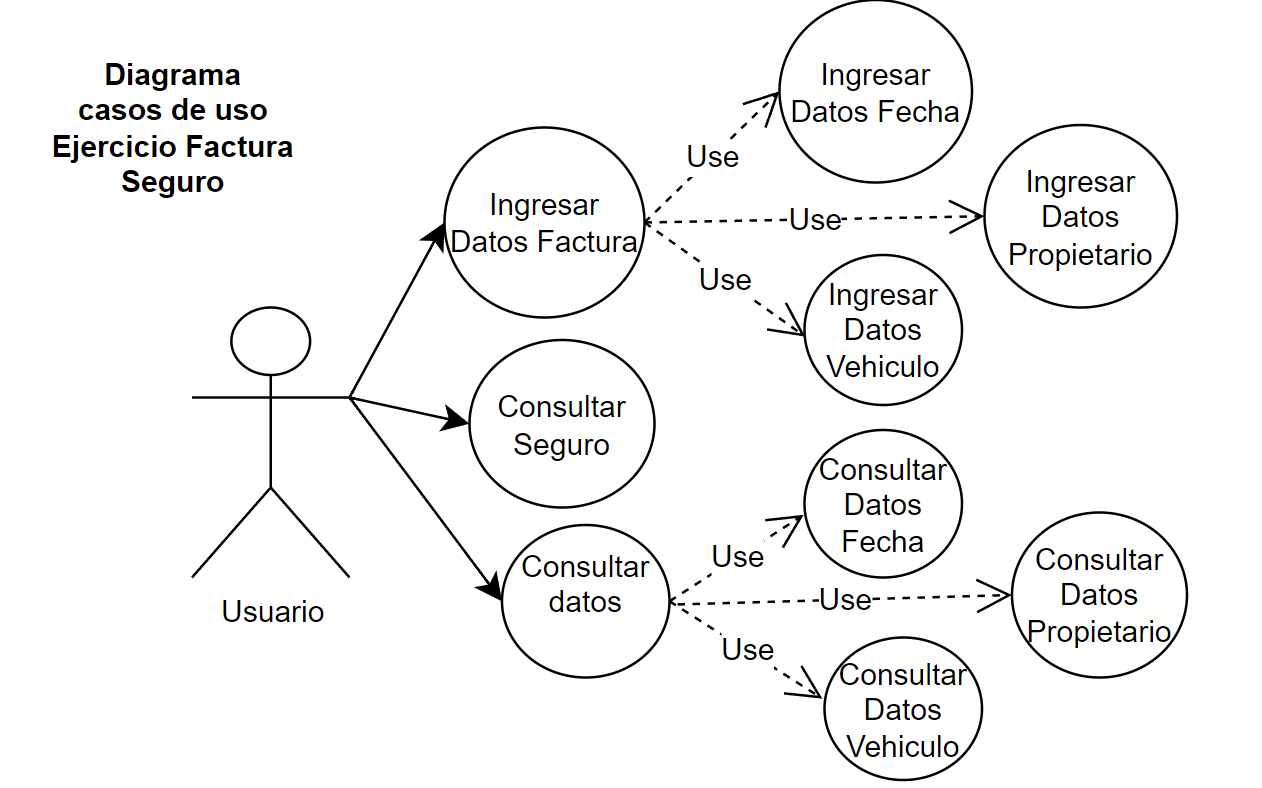 Diagrama
casos de uso
Ejercicio Factura
Seguro
Ingresar
Datos Factura
Use
Ingresar
Datos Fecha
Use
Ingresar
Datos
Propietario
Use
Ingresar
Datos
Vehiculo
Consultar
Seguro
Consultar
datos
Use
Consultar
Datos
Fecha
Use
Consultar
Datos
Propietario
Use
Consultar
Datos
Vehiculo
Usuario